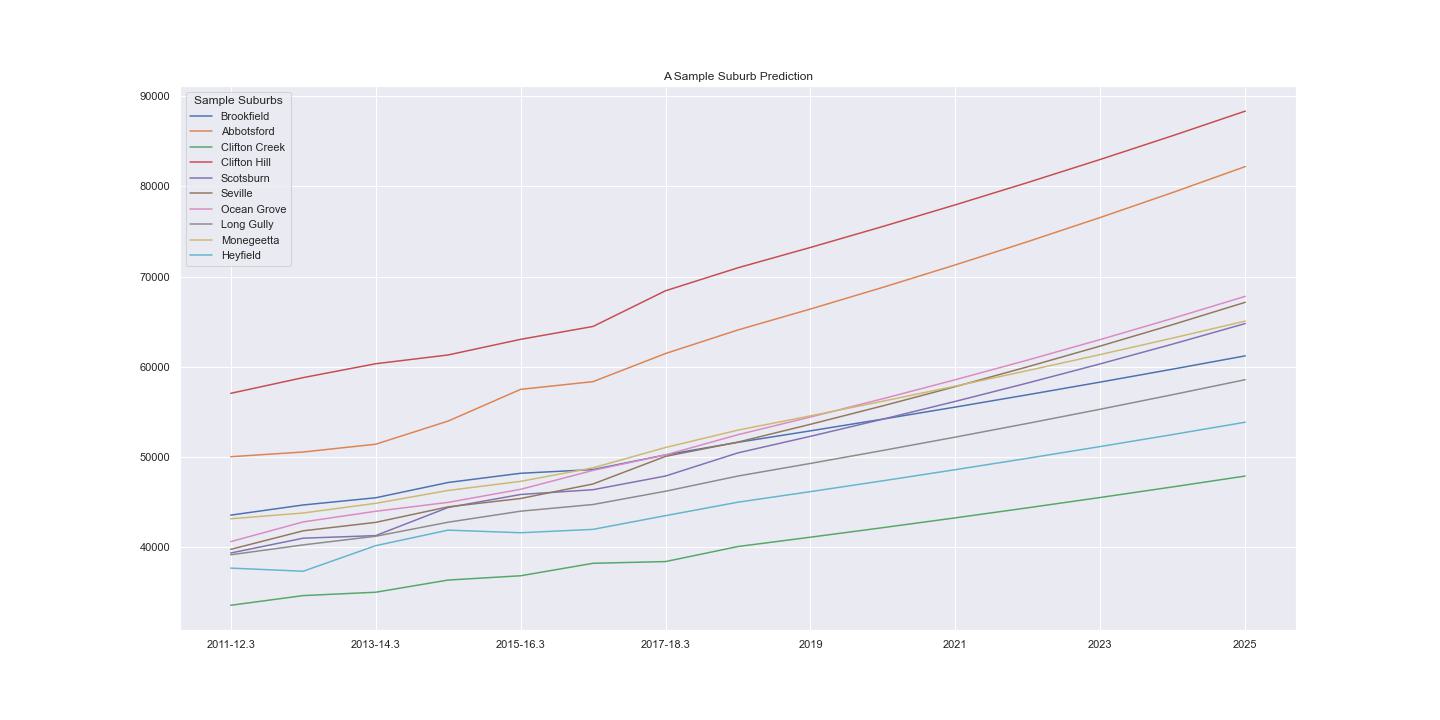 A Sample Suburb Prediction
90000
80000
70000
60000
50000
40000
Sample Suburbs
Brookfield
Abbotsford
Clifton Creek
Clifton Hill
Scotsburn
Seville
Ocean Grove
Long Gully
Monegeetta
Heyfield
2011-12.3 2013-14.3 2015-16.3 2017-18.3 2019 2021 2023 2025